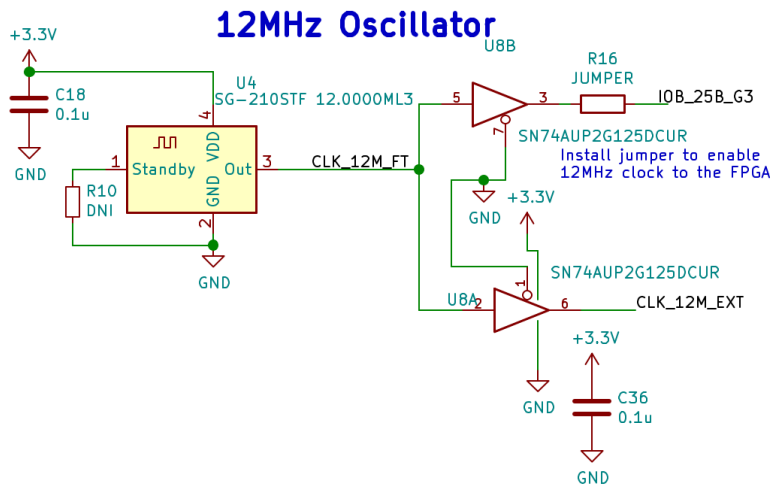 12MHz Oscillator
+3.3V
C18
0.1u
GND
U4
SG-210STF 12.0000ML3
4
VDD
1
Standby
Out
3
GND
2
R10
DNI
GND
CLK_12M_FT
U8B
5
3
7
R16
JUMPER
IOB_25B_G3
SN74AUP2G125DCUR
Install jumper to enable
12MHz clock to the FPGA
GND
+3.3V
SN74AUP2G125DCUR
1
U8A
2
6
CLK_12M_EXT
GND
+3.3V
C36
0.1u
GND